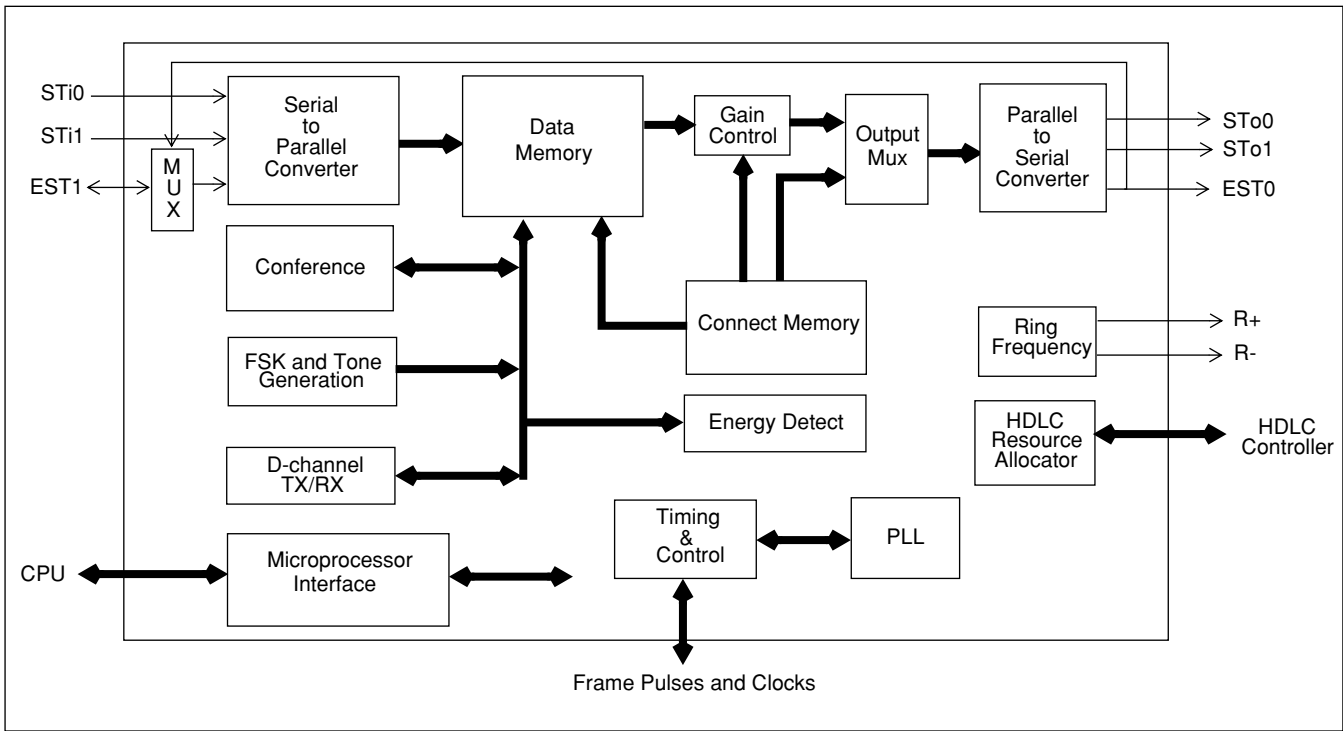 STi0
STi1
EST1
M
U
X
Serial
to
Parallel
Converter
Data
Memory
Gain
Control
Output
Mux
Parallel
to
Serial
Converter
STo0
STo1
EST0
Conference
Connect Memory
Ring
Frequency
R+
R-
FSK and Tone
Generation
Energy Detect
HDLC
Resource
Allocator
HDLC
Controller
D-channel
TX/RX
Timing
&
Control
PLL
CPU
Microprocessor
Interface
Frame Pulses and Clocks